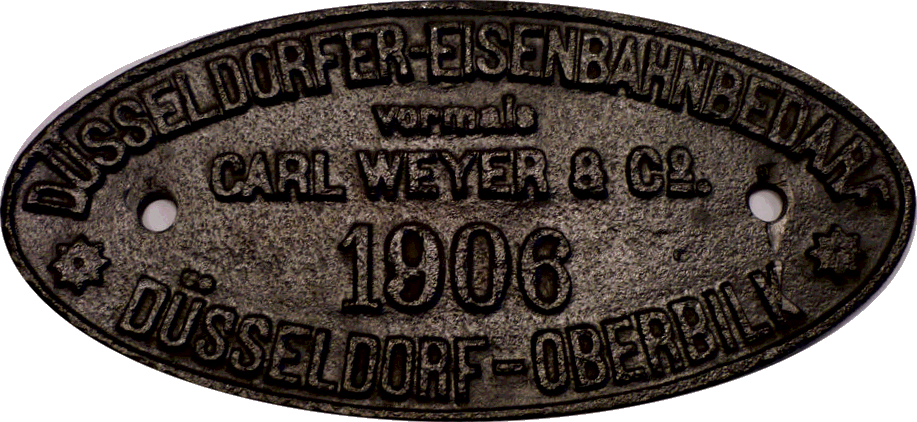 DÜSSELDORFER-EISENBAHNBEDARF
vormals
CARL WEYER & Cº.
1906
DÜSSELDORF-OBERBILK